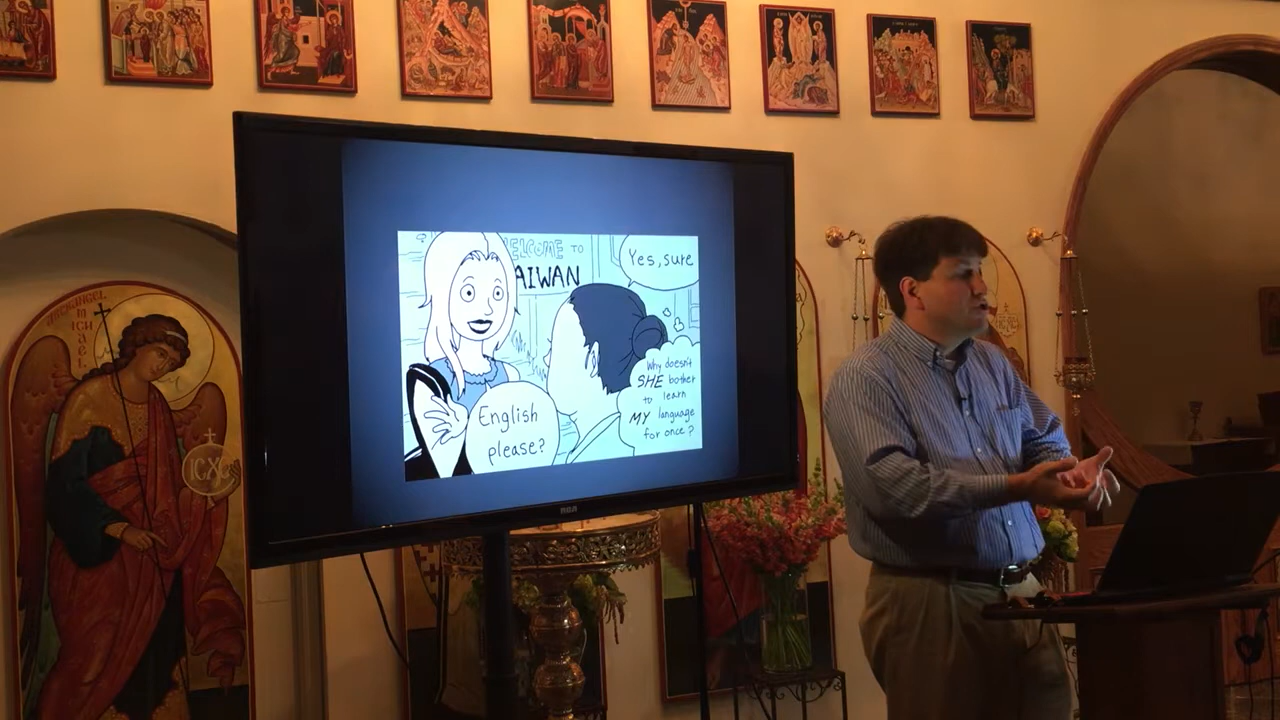 ELCOME TO
AIWAN
Yes, sure
Why doesn't
SHE bother
to learn
MY language
for once?
English
please?
RCA
ARCHANGEL
MICHAEL
IC XC